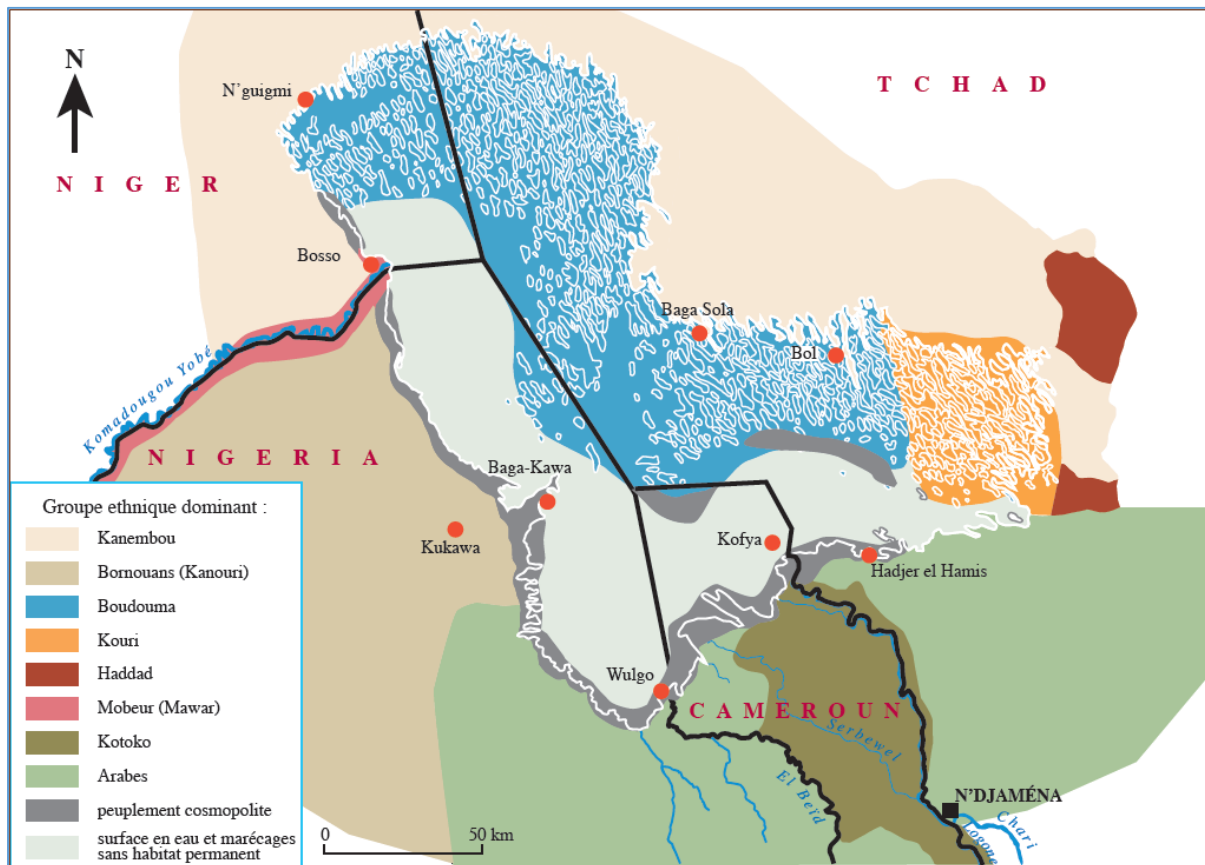 N
T C H A D
N'guigmi
N I G E R
Bosso
Baga Sola
Bol
Komadougou Yobé
N I G E R I A
Baga-Kawa
Kukawa
Kofya
Hadjer el Hamis
Wulgo
C A M E R O U N
Serbewel
El Beïd
N'DJAMÉNA
Chari
Logone
Groupe ethnique dominant :
Kanembou
Bornouans (Kanouri)
Boudouma
Kouri
Haddad
Mobeur (Mawar)
Kotoko
Arabes
peuplement cosmopolite
surface en eau et marécages
sans habitat permanent
0 50 km